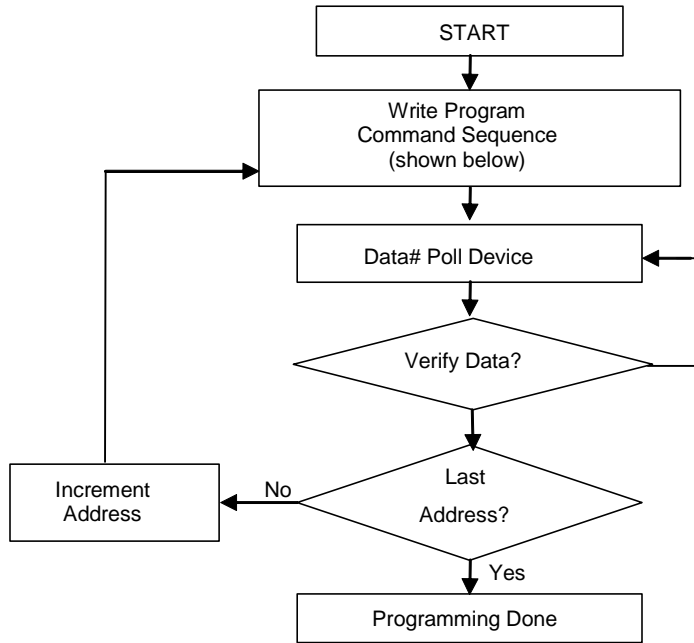 START
Write Program
Command Sequence
(shown below)
Data# Poll Device
Verify Data?
Last
Address?
No
Increment
Address
Yes
Programming Done